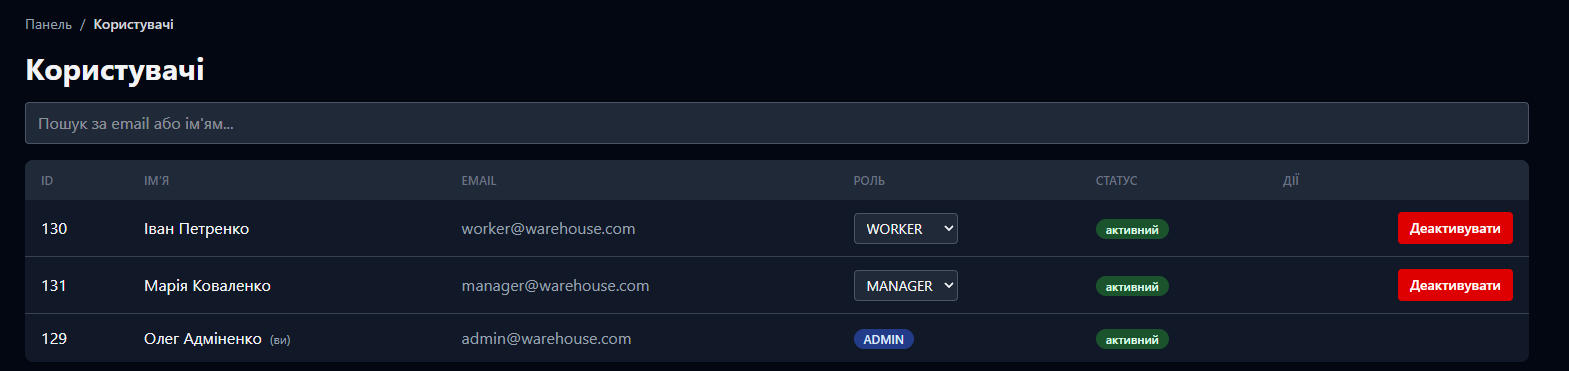 Панель / Користувачі
Користувачі
Пошук за email або ім'ям...
ID ІМ'Я EMAIL РОЛЬ СТАТУС ДІЇ
130 Іван Петренко worker@warehouse.com WORKER активний Деактивувати
131 Марія Коваленко manager@warehouse.com MANAGER активний Деактивувати
129 Олег Адміненко (ви) admin@warehouse.com ADMIN активний